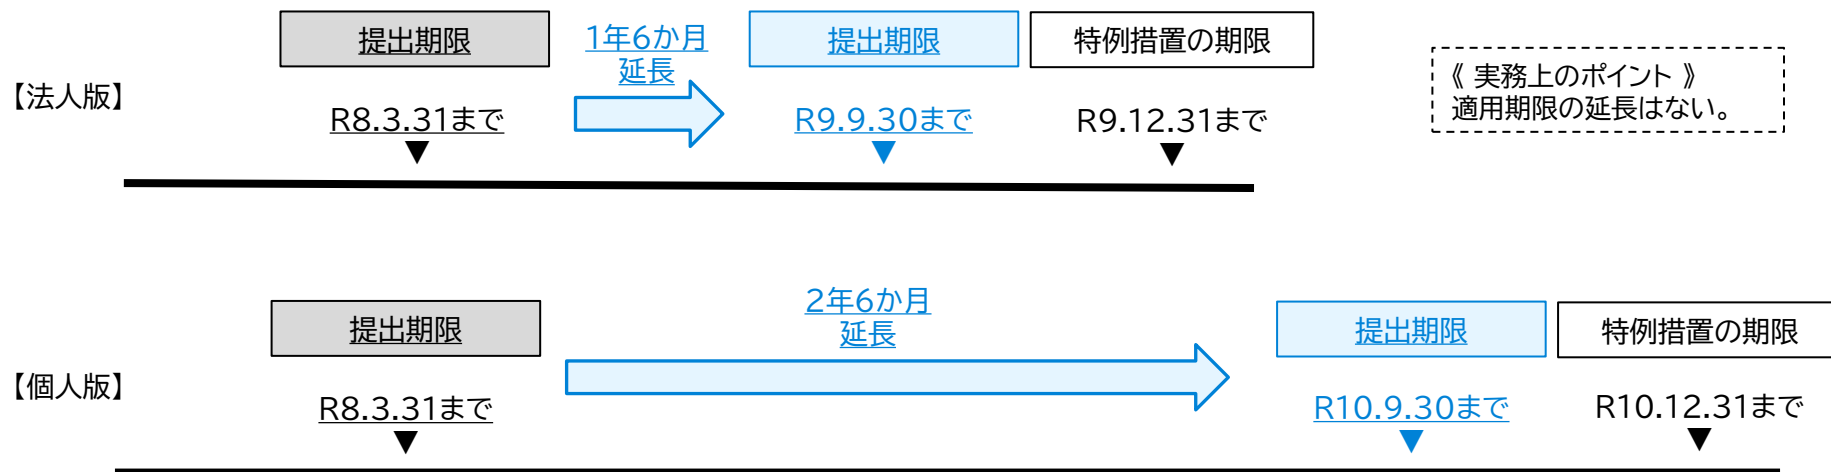 【法人版】
提出期限
R8.3.31まで
1年6か月
延長
提出期限
R9.9.30まで
特例措置の期限
R9.12.31まで
《 実務上のポイント 》
適用期限の延長はない。
【個人版】
提出期限
R8.3.31まで
2年6か月
延長
提出期限
R10.9.30まで
特例措置の期限
R10.12.31まで